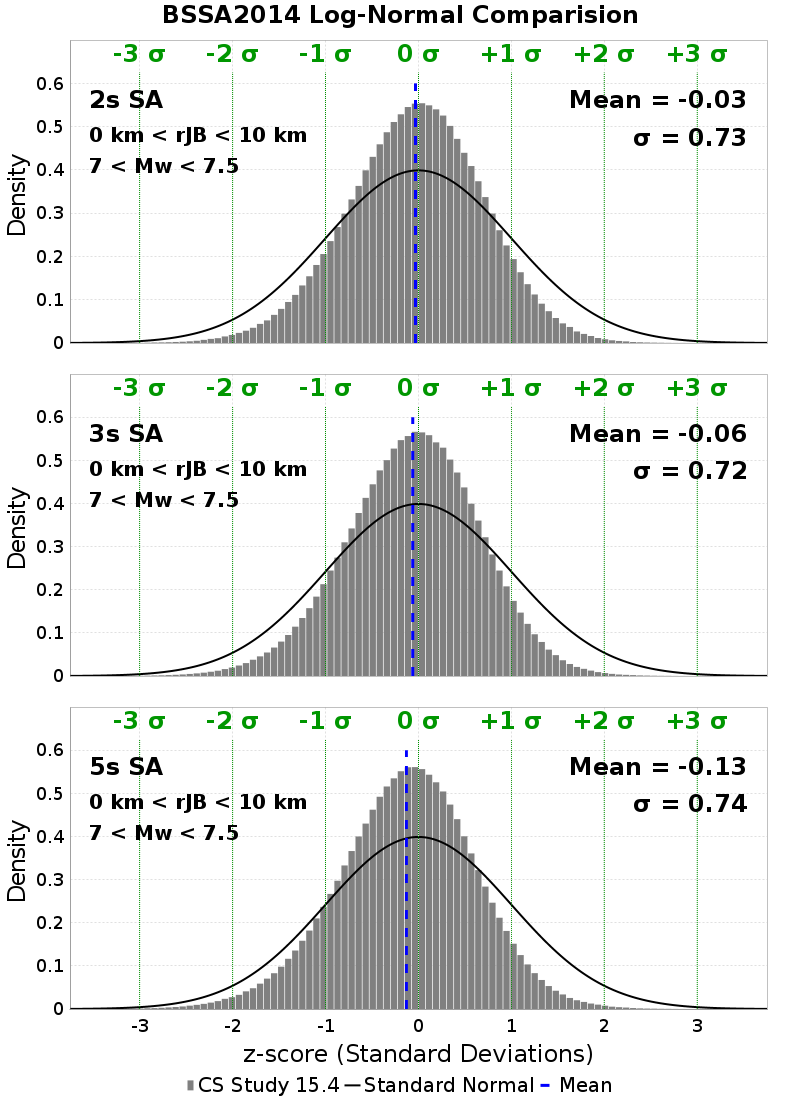 BSSA2014 Log-Normal Comparision
-3 σ -2 σ -1 σ 0 σ +1 σ +2 σ +3 σ
0.6
2s SA Mean = -0.03
0.5
0 km < rJB < 10 km σ = 0.73
7 < Mw < 7.5
0.4
Density
0.3
0.2
0.1
0
-3 σ -2 σ -1 σ 0 σ +1 σ +2 σ +3 σ
0.6
3s SA Mean = -0.06
0.5
0 km < rJB < 10 km σ = 0.72
7 < Mw < 7.5
0.4
Density
0.3
0.2
0.1
0
-3 σ -2 σ -1 σ 0 σ +1 σ +2 σ +3 σ
0.6
5s SA Mean = -0.13
0.5
0 km < rJB < 10 km σ = 0.74
7 < Mw < 7.5
0.4
Density
0.3
0.2
0.1
0
-3 -2 -1 0 1 2 3
z-score (Standard Deviations)
CS Study 15.4 Standard Normal Mean